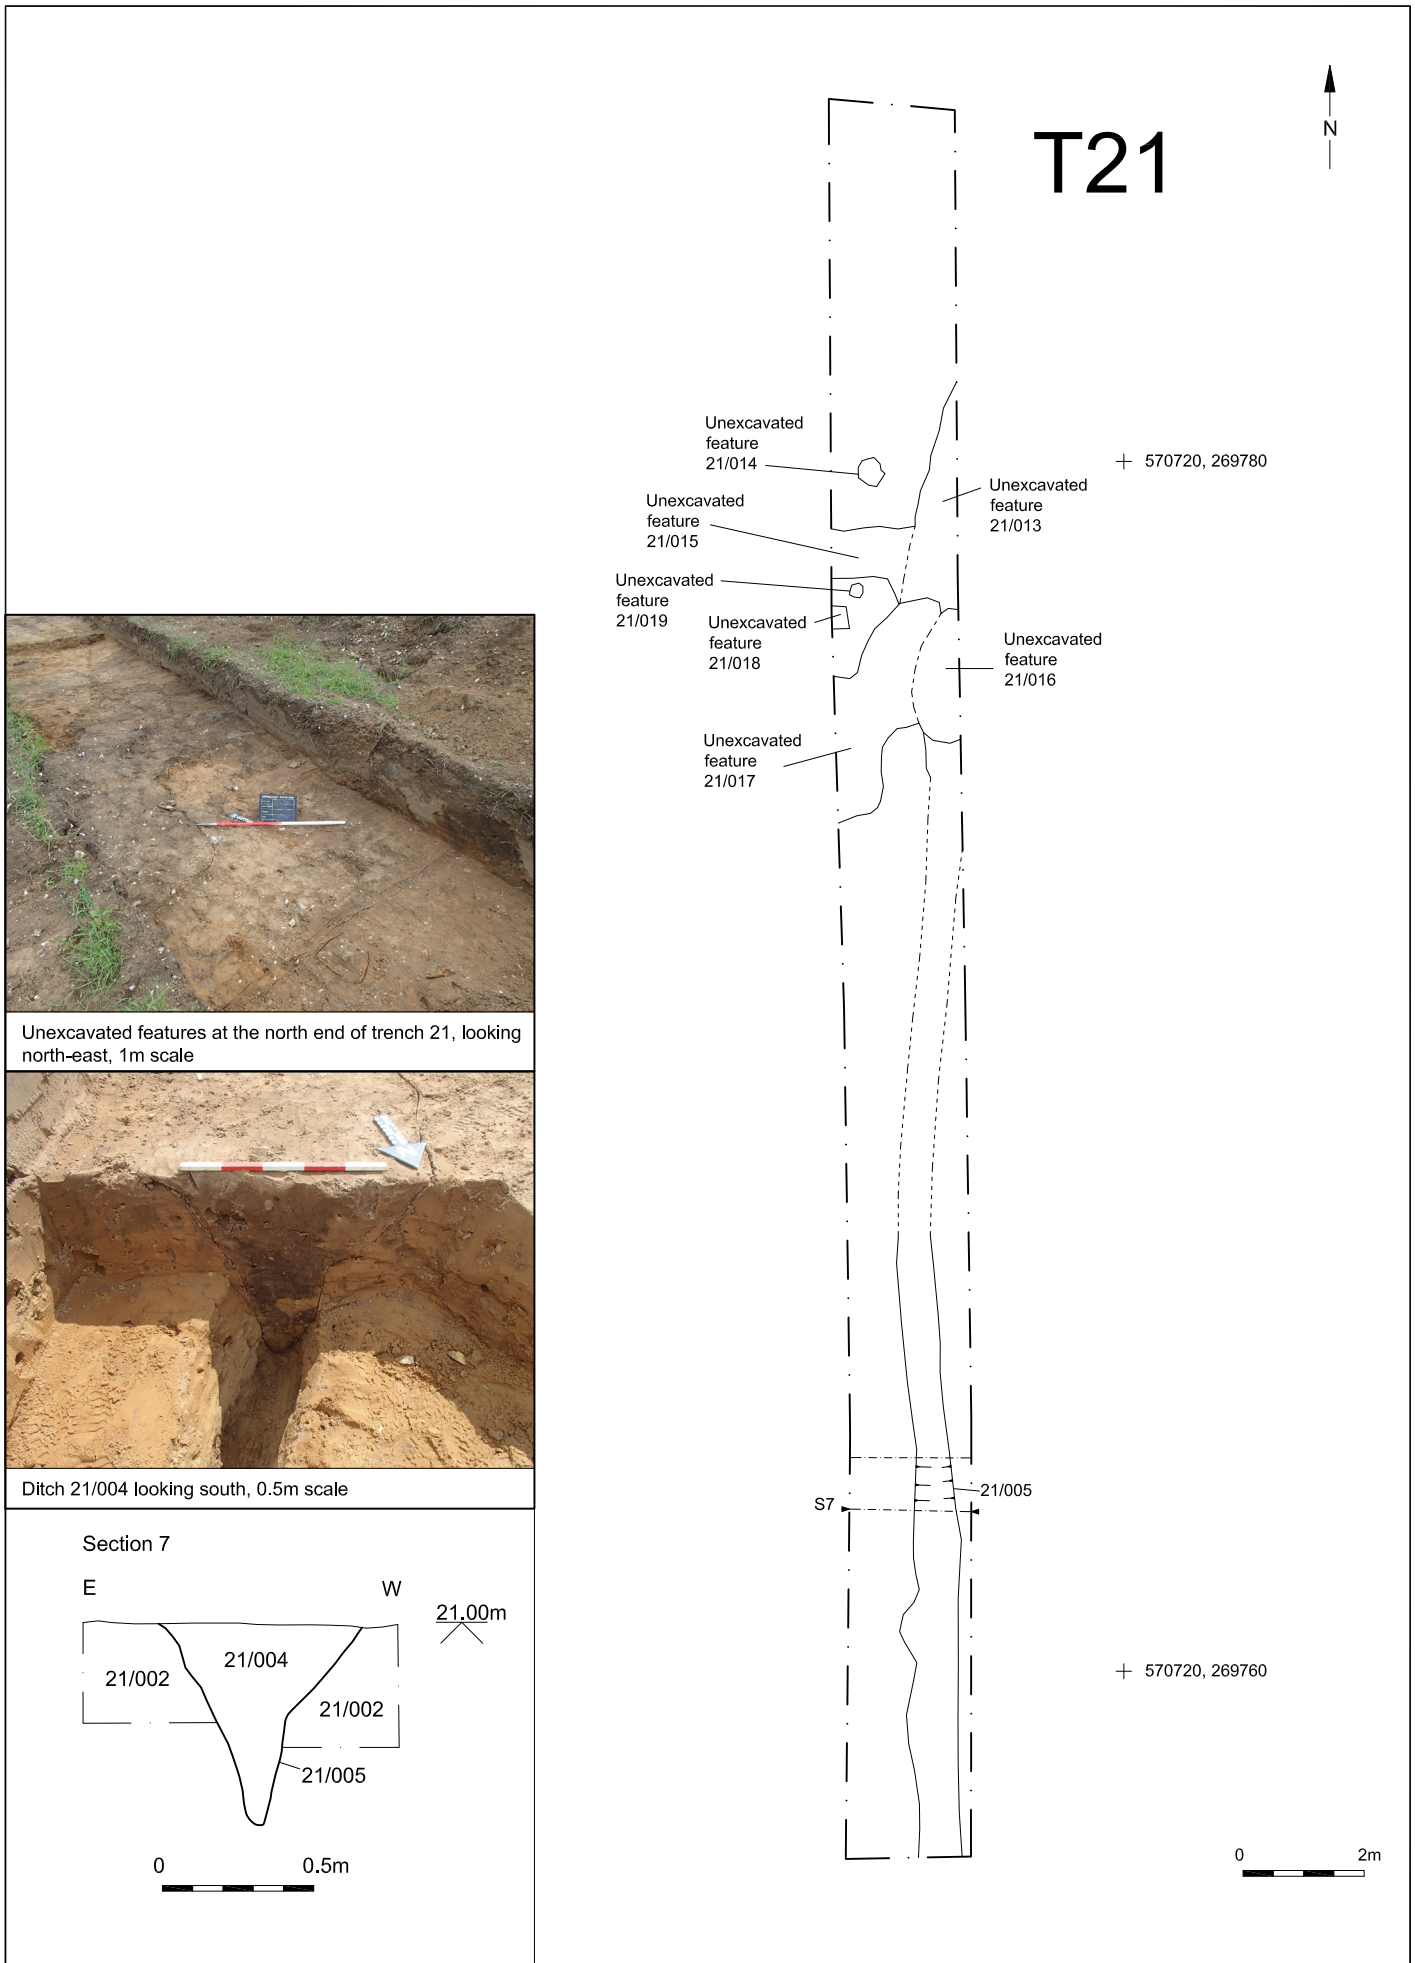 T21
N
Unexcavated
feature
21/014
570720, 269780
Unexcavated
feature
21/013
Unexcavated
feature
21/015
Unexcavated
feature
21/019
Unexcavated
feature
21/018
Unexcavated
feature
21/016
Unexcavated
feature
21/017
Unexcavated features at the north end of trench 21, looking
north-east, 1m scale
Ditch 21/004 looking south, 0.5m scale
21/005
S7
Section 7
E W
21.00m
21/004
21/002
21/002
21/005
0 0.5m
570720, 269760
0 2m